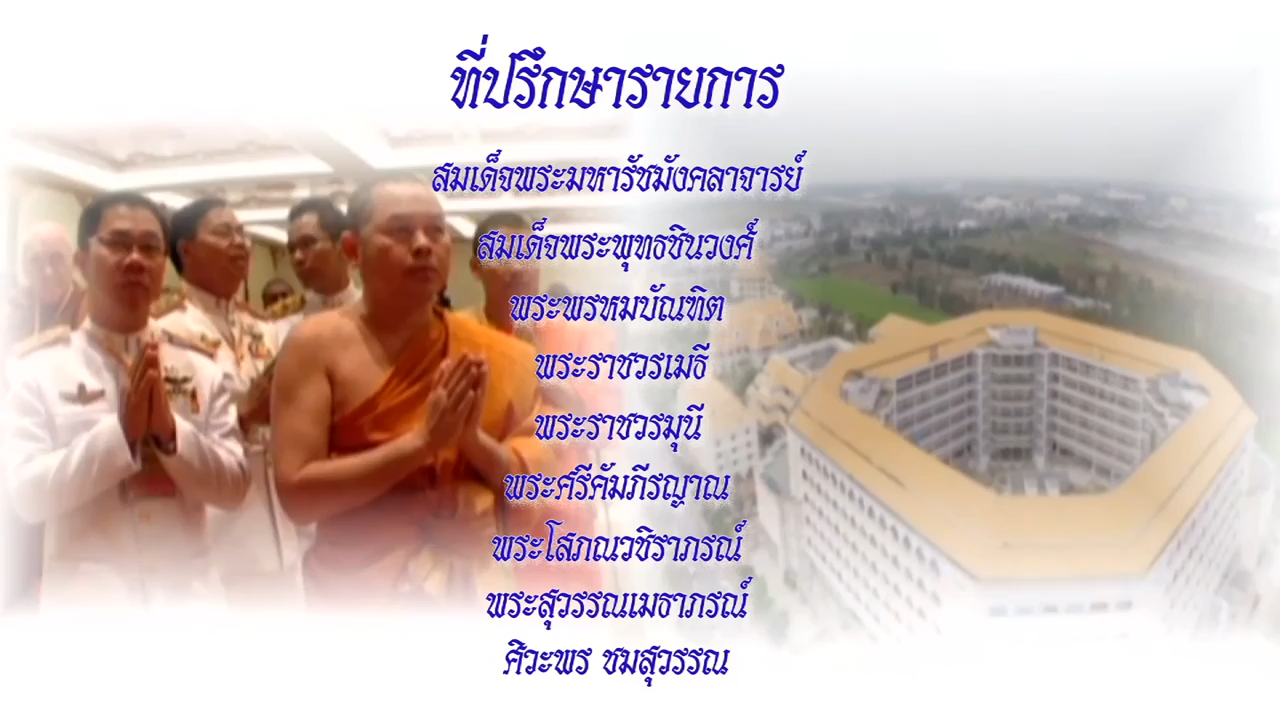 ที่ปรึกษารายการ
สมเด็จพระมหารัชมังคลาจารย์
สมเด็จพระพุทธชินวงศ์
พระพรหมบัณฑิต
พระราชวรเมธี
พระราชวรมุนี
พระศรีคัมภีรญาณ
พระโสภณวชิราภรณ์
พระสุวรรณเมธาภรณ์
ศิวะพร ชมสุวรรณ